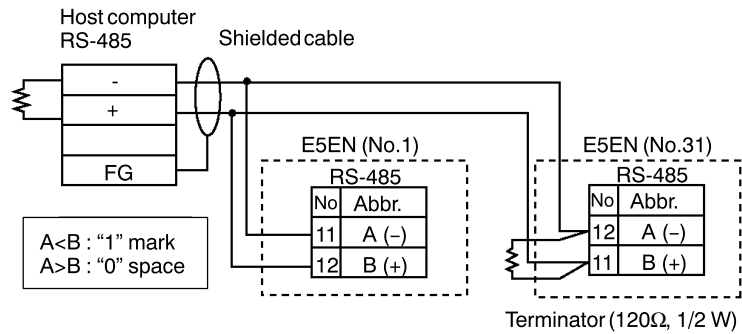 Host computer
RS-485
Shielded cable
-
+
FG
E5EN (No.1)
RS-485
No Abbr.
11 A (−)
12 B (+)
E5EN (No.31)
RS-485
No Abbr.
12 A (−)
11 B (+)
A<B : “1” mark
A>B : “0” space
Terminator (120Ω, 1/2 W)